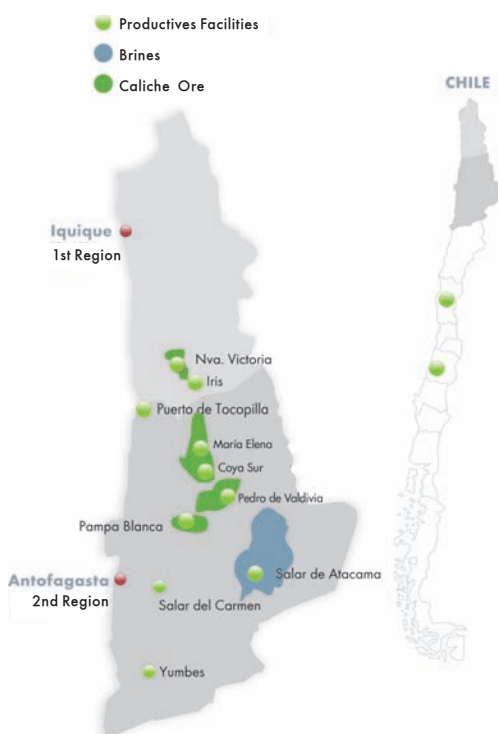 Productives Facilities
Brines
Caliche Ore
CHILE
Iquique
1st Region
Nva. Victoria
Iris
Puerto de Tocopilla
María Elena
Coya Sur
Pedro de Valdivia
Pampa Blanca
Antofagasta
2nd Region
Salar de Atacama
Salar del Carmen
Yumbes